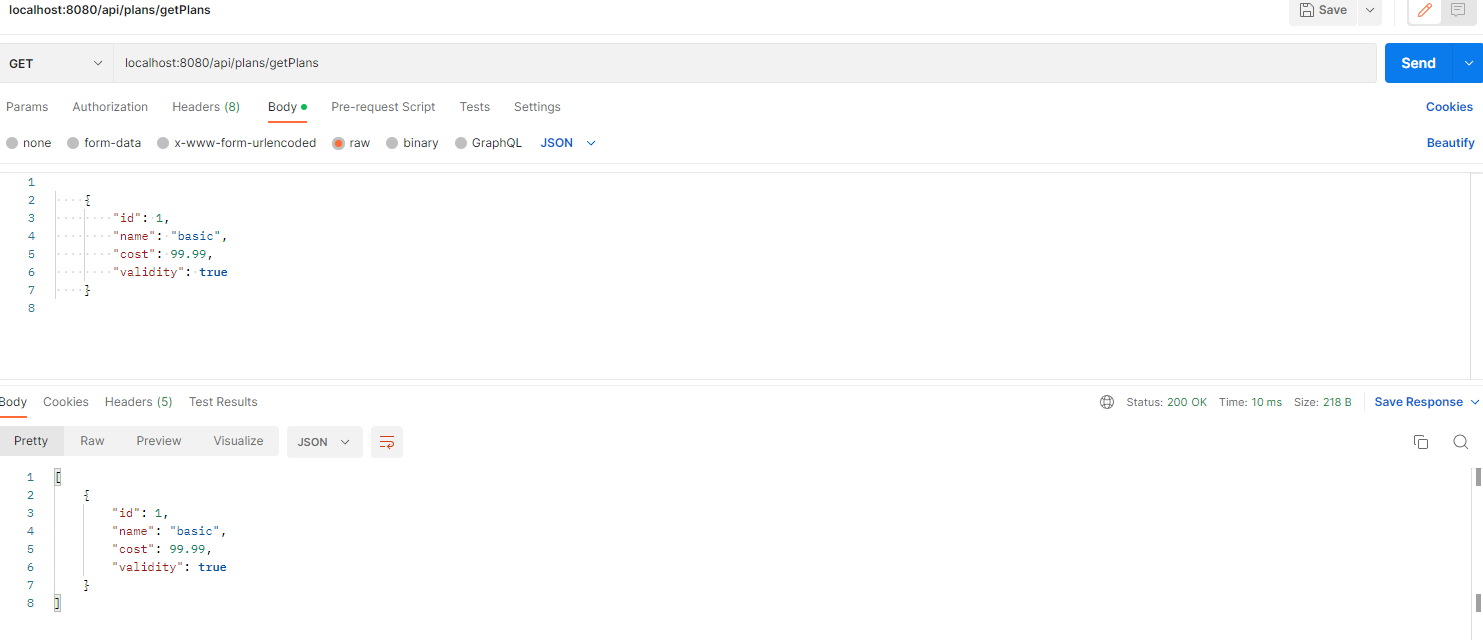 localhost:8080/api/plans/getPlans
Save
GET
localhost:8080/api/plans/getPlans
Send
Params Authorization Headers (8) Body Pre-request Script Tests Settings Cookies
none form-data x-www-form-urlencoded raw binary GraphQL JSON Beautify
1
2 {
3 "id": 1,
4 "name": "basic",
5 "cost": 99.99,
6 "validity": true
7 }
8
Body Cookies Headers (5) Test Results Status: 200 OK Time: 10 ms Size: 218 B Save Response
Pretty Raw Preview Visualize JSON
1 [
2 {
3 "id": 1,
4 "name": "basic",
5 "cost": 99.99,
6 "validity": true
7 }
8 ]